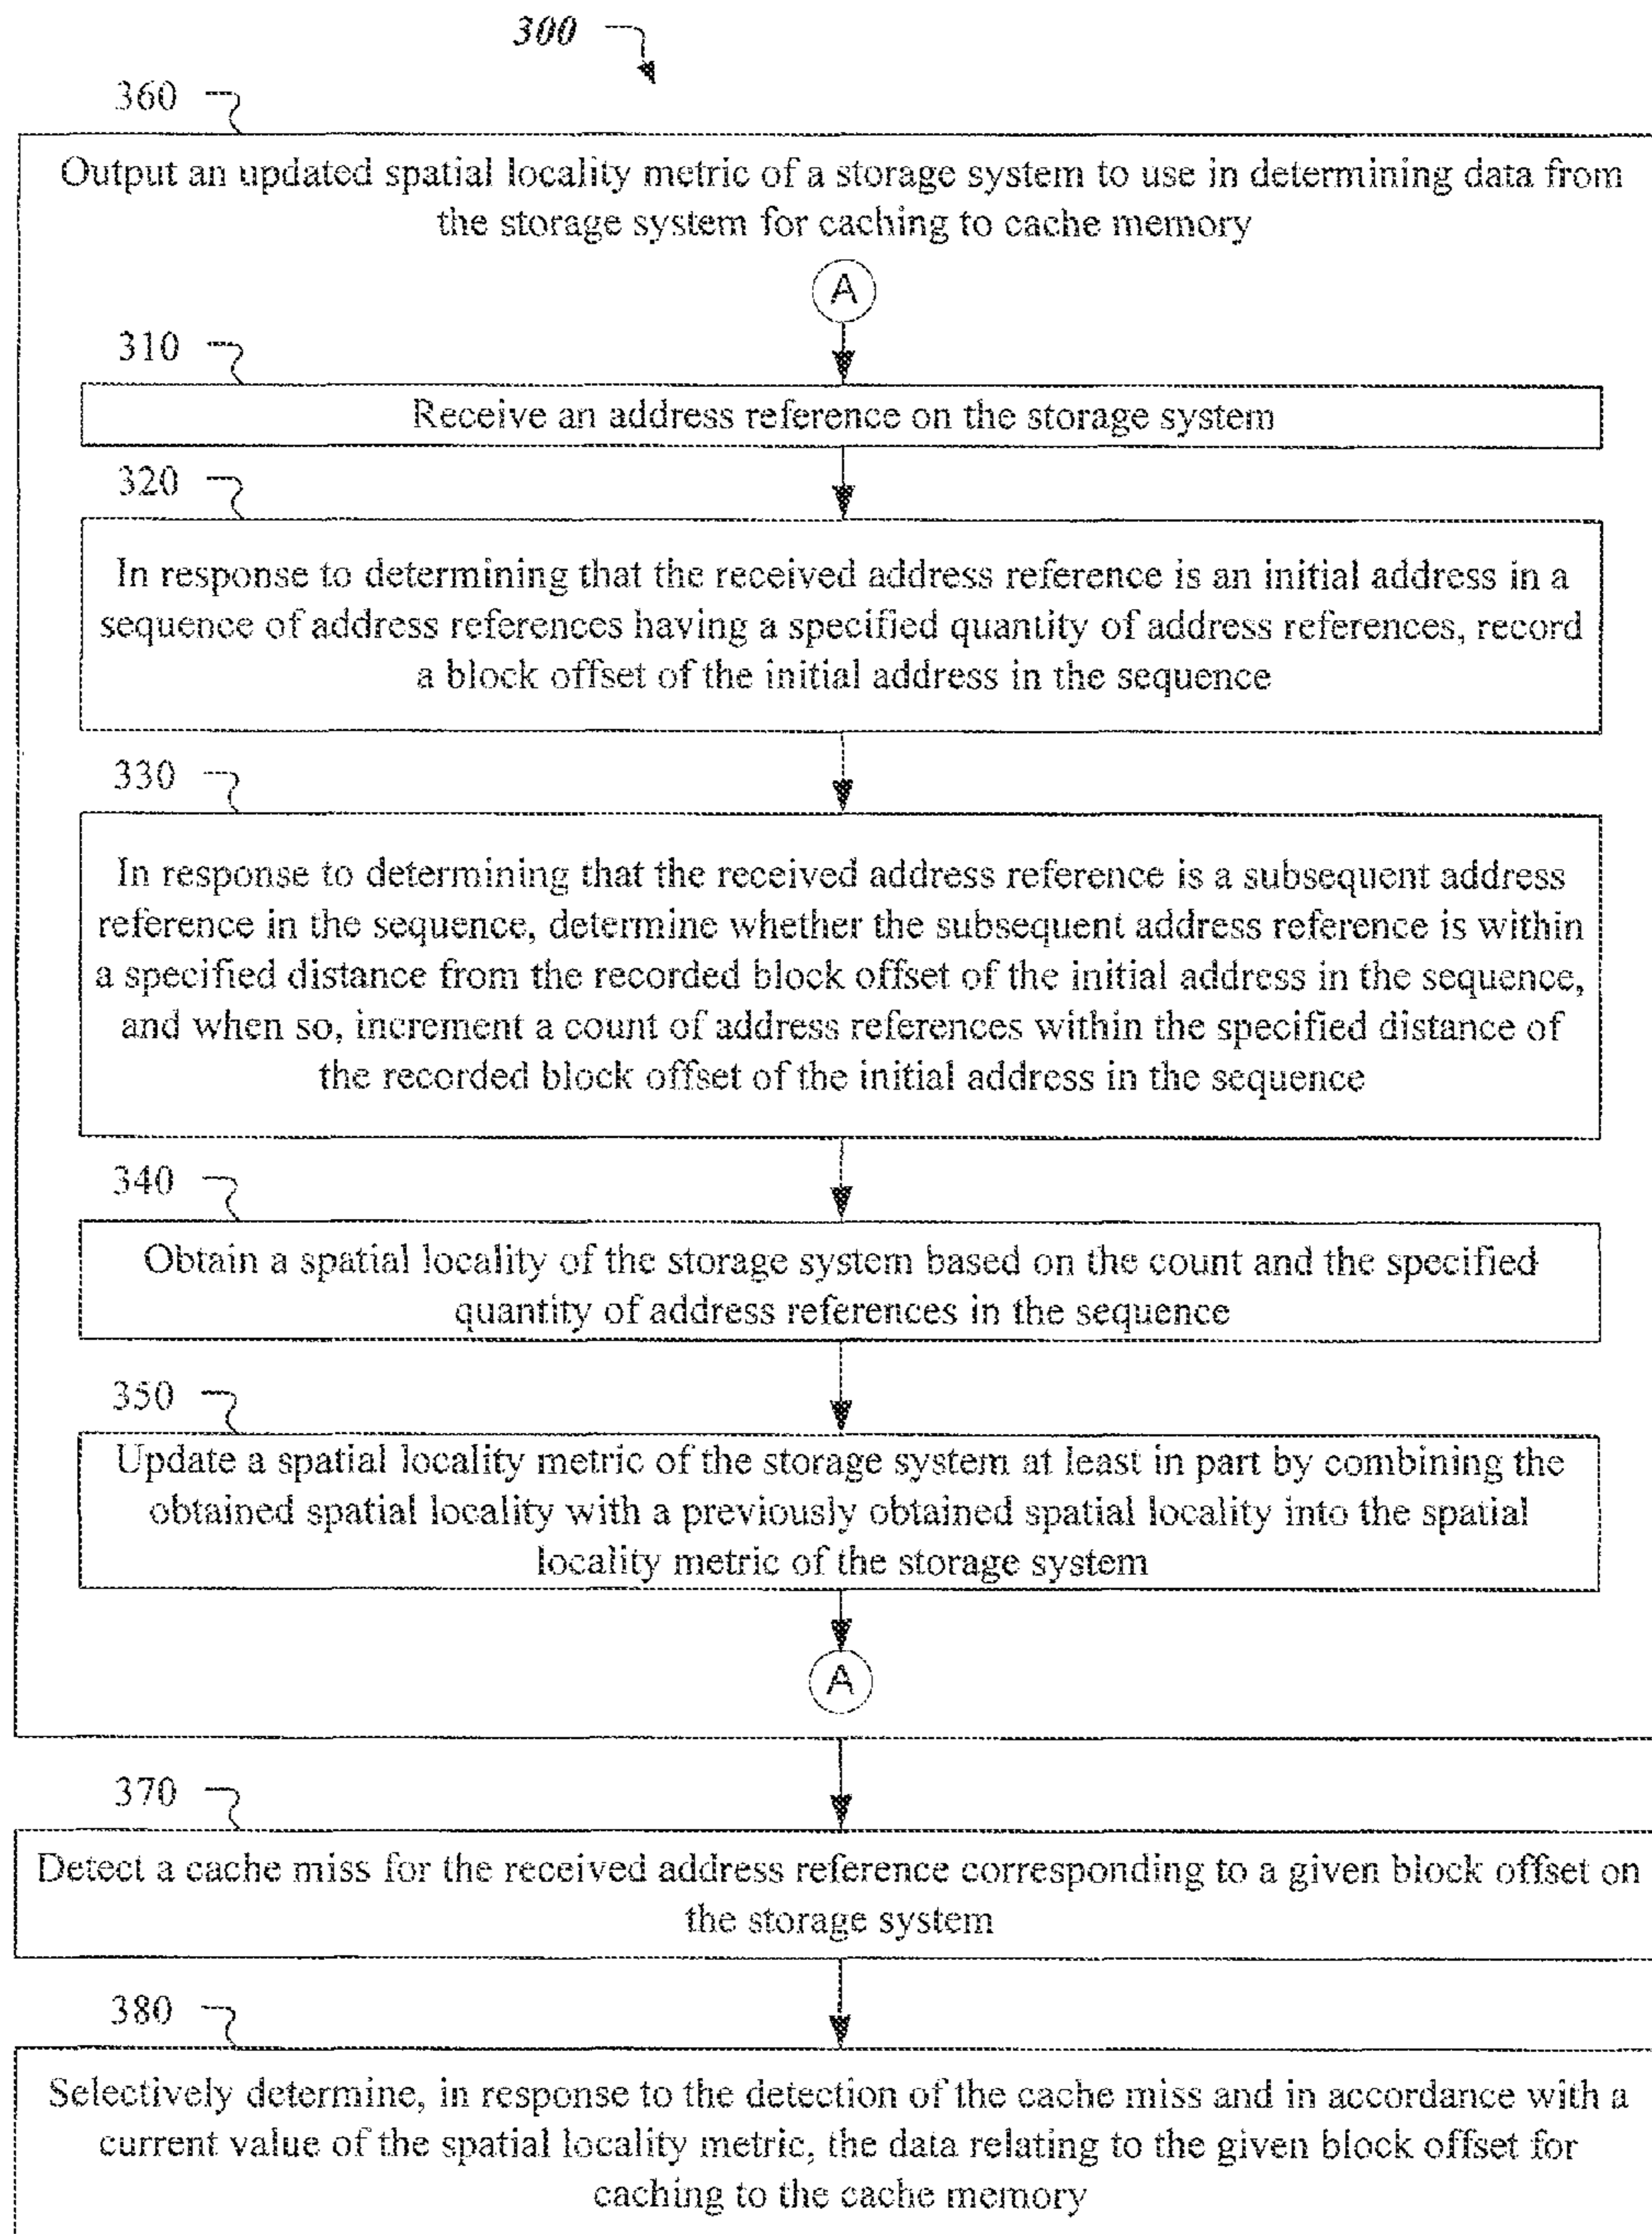 300
360
Output an updated spatial locality metric of a storage system to use in determining data from
the storage system for caching to cache memory
A
310
Receive an address reference on the storage system
320
In response to determining that the received address reference is an initial address in a
sequence of address references having a specified quantity of address references, record
a block offset of the initial address in the sequence
330
In response to determining that the received address reference is a subsequent address
reference in the sequence, determine whether the subsequent address reference is within
a specified distance from the recorded block offset of the initial address in the sequence,
and when so, increment a count of address references within the specified distance of
the recorded block offset of the initial address in the sequence
340
Obtain a spatial locality of the storage system based on the count and the specified
quantity of address references in the sequence
350
Update a spatial locality metric of the storage system at least in part by combining the
obtained spatial locality with a previously obtained spatial locality into the spatial
locality metric of the storage system
A
370
Detect a cache miss for the received address reference corresponding to a given block offset on
the storage system
380
Selectively determine, in response to the detection of the cache miss and in accordance with a
current value of the spatial locality metric, the data relating to the given block offset for
caching to the cache memory